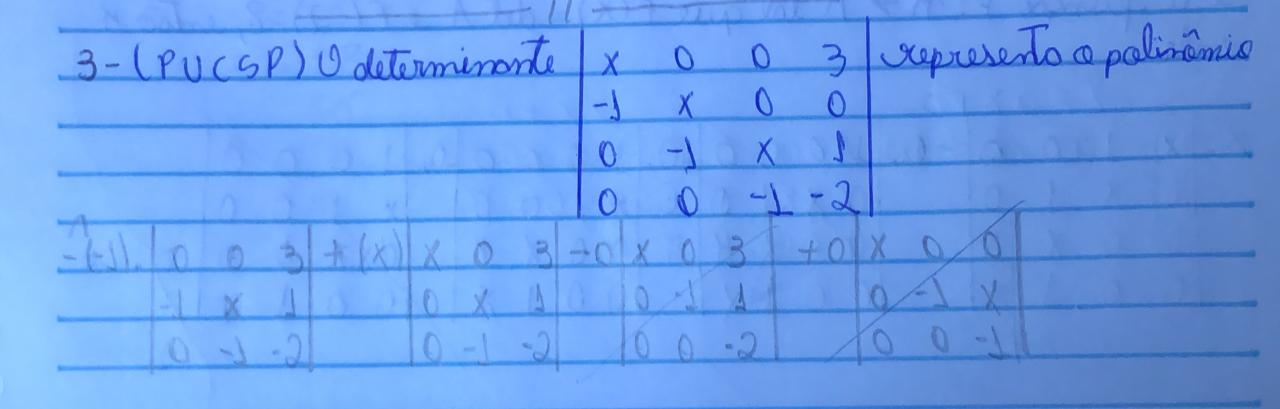 3-(PUCSP) O determinante | x 0 0 3 | representa o polinômio
| -1 x 0 0 |
| 0 -1 x 1 |
| 0 0 -1 -2 |
-(-1). | 0 0 3 | + (x) | x 0 3 | -0 | x 0 3 | +0 | x 0 0 |
| -1 x 1 | | 0 x 1 | | 0 -1 1 | | 0 -1 x |
| 0 -1 -2 | | 0 -1 -2 | | 0 0 -2 | | 0 0 -1 |